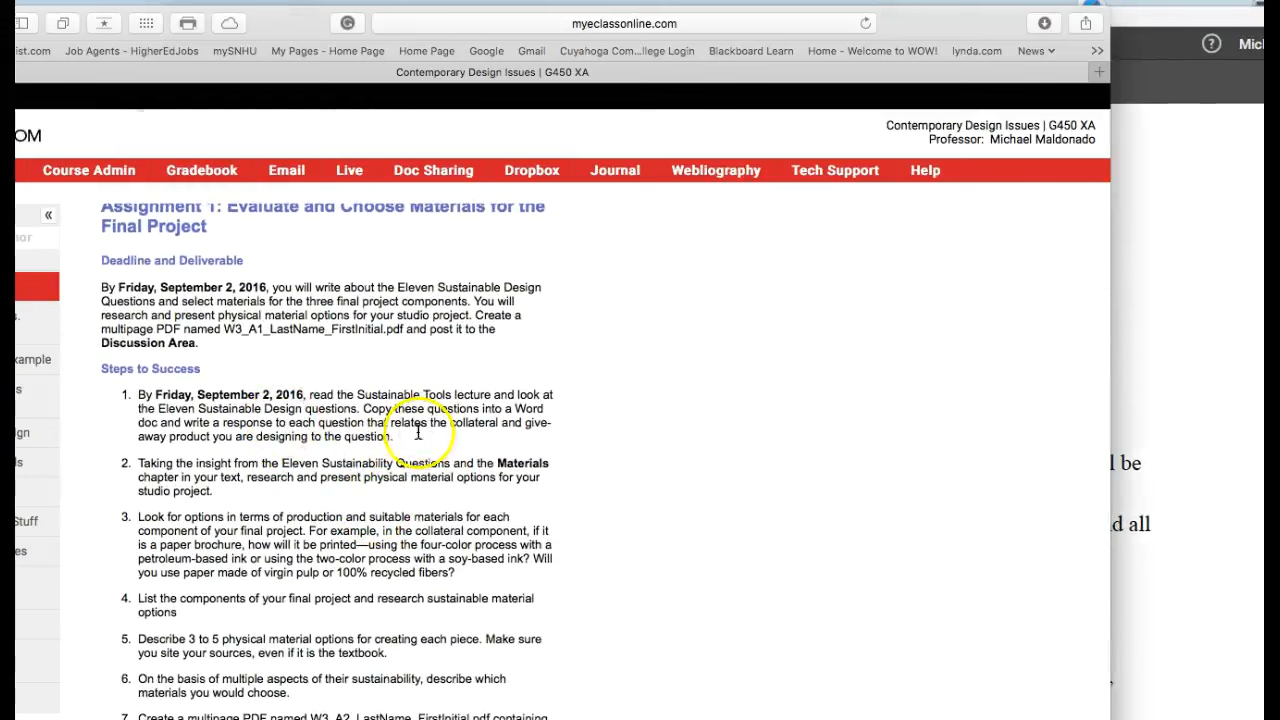 myeclassonline.com
ist.com Job Agents - HigherEdJobs mySNHU My Pages - Home Page Home Page Google Gmail Cuyahoga Com...llege Login Blackboard Learn Home - Welcome to WOW! lynda.com News >>
Contemporary Design Issues | G450 XA +
? Mic
OM
Contemporary Design Issues | G450 XA
Professor: Michael Maldonado
Course Admin Gradebook Email Live Doc Sharing Dropbox Journal Webliography Tech Support Help
«
Assignment 1: Evaluate and Choose Materials for the
Final Project
Deadline and Deliverable
By Friday, September 2, 2016, you will write about the Eleven Sustainable Design
Questions and select materials for the three final project components. You will
research and present physical material options for your studio project. Create a
multipage PDF named W3_A1_LastName_FirstInitial.pdf and post it to the
Discussion Area.
Steps to Success
1. By Friday, September 2, 2016, read the Sustainable Tools lecture and look at
the Eleven Sustainable Design questions. Copy these questions into a Word
doc and write a response to each question that relates the collateral and give-
away product you are designing to the question.
2. Taking the insight from the Eleven Sustainability Questions and the Materials
chapter in your text, research and present physical material options for your
studio project.
3. Look for options in terms of production and suitable materials for each
component of your final project. For example, in the collateral component, if it
is a paper brochure, how will it be printed—using the four-color process with a
petroleum-based ink or using the two-color process with a soy-based ink? Will
you use paper made of virgin pulp or 100% recycled fibers?
4. List the components of your final project and research sustainable material
options
5. Describe 3 to 5 physical material options for creating each piece. Make sure
you site your sources, even if it is the textbook.
6. On the basis of multiple aspects of their sustainability, describe which
materials you would choose.
7. Create a multipage PDF named W3_A2_LastName_FirstInitial.pdf containing
xample
Stuff
l be
d all